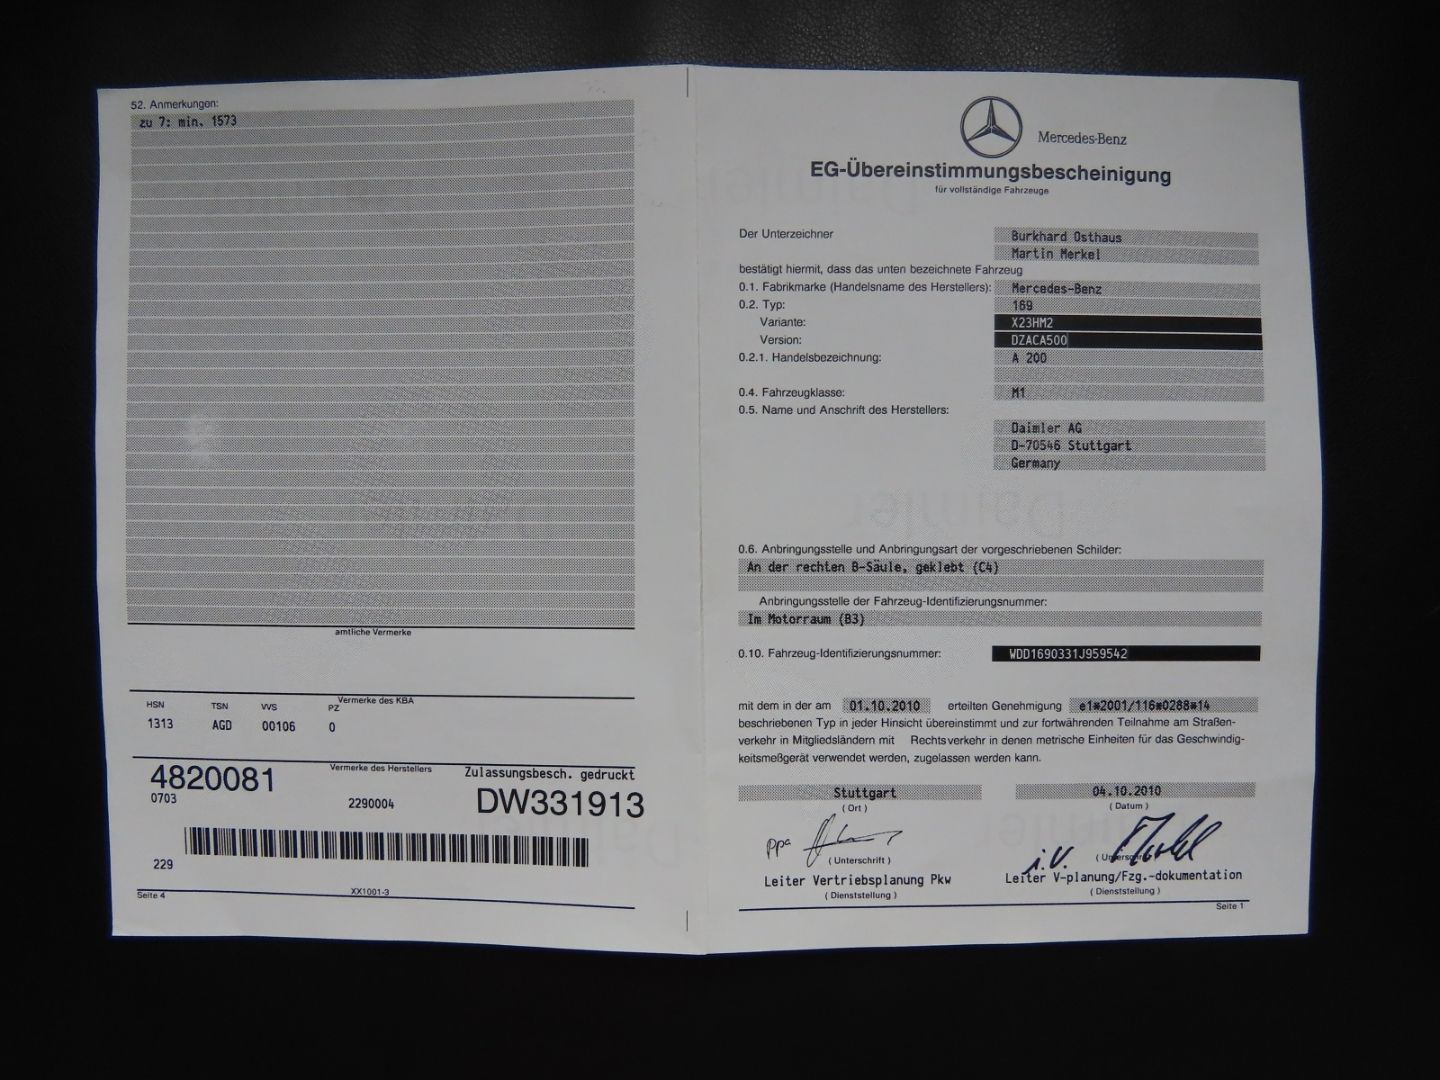 52. Anmerkungen:
zu 7: min. 1573
amtliche Vermerke
Vermerke des KBA
HSN TSN VVS PZ
1313 AGD 00106 0
4820081 Vermerke des Herstellers Zulassungsbesch. gedruckt
0703 2290004 DW331913
229
Seite 4 XX1001-3
Mercedes-Benz
EG-Übereinstimmungsbescheinigung
für vollständige Fahrzeuge
Der Unterzeichner Burkhard Osthaus
Martin Merkel
bestätigt hiermit, dass das unten bezeichnete Fahrzeug
0.1. Fabrikmarke (Handelsname des Herstellers): Mercedes-Benz
0.2. Typ: 169
Variante: X23HM2
Version: DZACA500
0.2.1. Handelsbezeichnung: A 200
0.4. Fahrzeugklasse: M1
0.5. Name und Anschrift des Herstellers:
Daimler AG
D-70546 Stuttgart
Germany
0.6. Anbringungsstelle und Anbringungsart der vorgeschriebenen Schilder:
An der rechten B-Säule, geklebt (C4)
Anbringungsstelle der Fahrzeug-Identifizierungsnummer:
Im Motorraum (B3)
0.10. Fahrzeug-Identifizierungsnummer: WDD1690331J959542
mit dem in der am 01.10.2010 erteilten Genehmigung e1*2001/116*0288*14
beschriebenen Typ in jeder Hinsicht übereinstimmt und zur fortwährenden Teilnahme am Straßen-
verkehr in Mitgliedsländern mit Rechtsverkehr in denen metrische Einheiten für das Geschwindig-
keitsmeßgerät verwendet werden, zugelassen werden kann.
Stuttgart 04.10.2010
( Ort ) ( Datum )
ppa i.V.
( Unterschrift ) ( Unterschrift )
Leiter Vertriebsplanung Pkw Leiter V-planung/Fzg.-dokumentation
( Dienststellung ) ( Dienststellung )
Seite 1